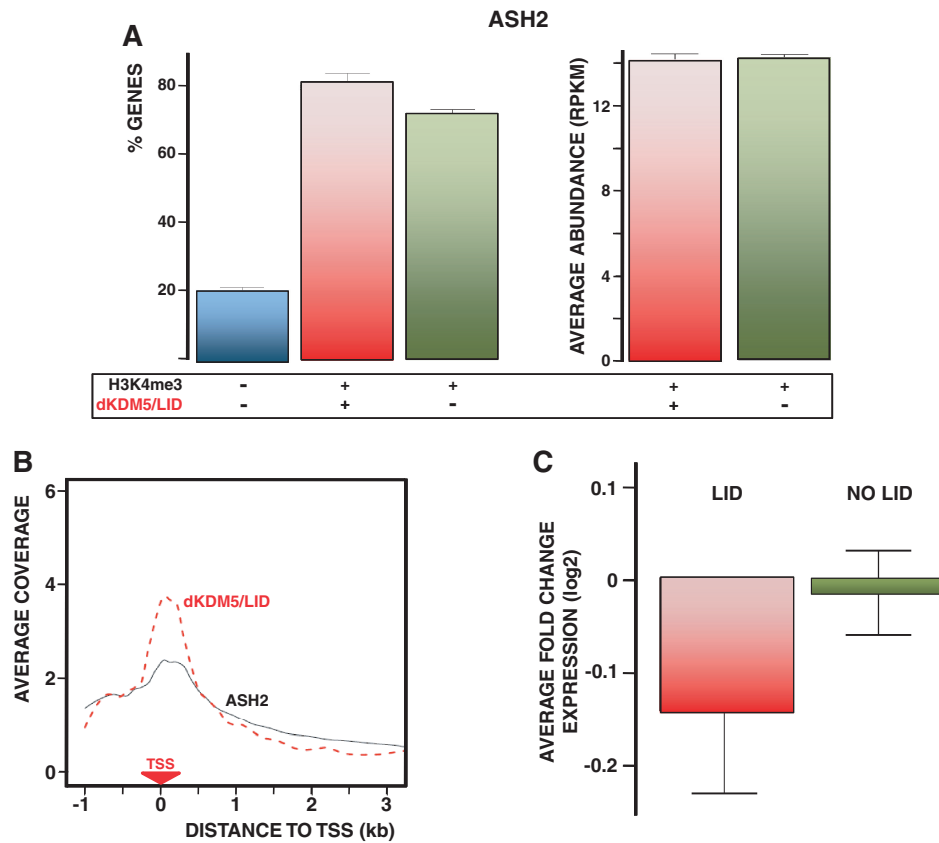 ASH2
A
% GENES
80
60
40
20
AVERAGE ABUNDANCE (RPKM)
12
8
4
0
H3K4me3 - + + + +
dKDM5/LID - + - + -
B
AVERAGE COVERAGE
6
4
2
0
dKDM5/LID
ASH2
TSS
-1 0 1 2 3
DISTANCE TO TSS (kb)
C
AVERAGE FOLD CHANGE
EXPRESSION (log2)
0.1
0
-0.1
-0.2
LID NO LID